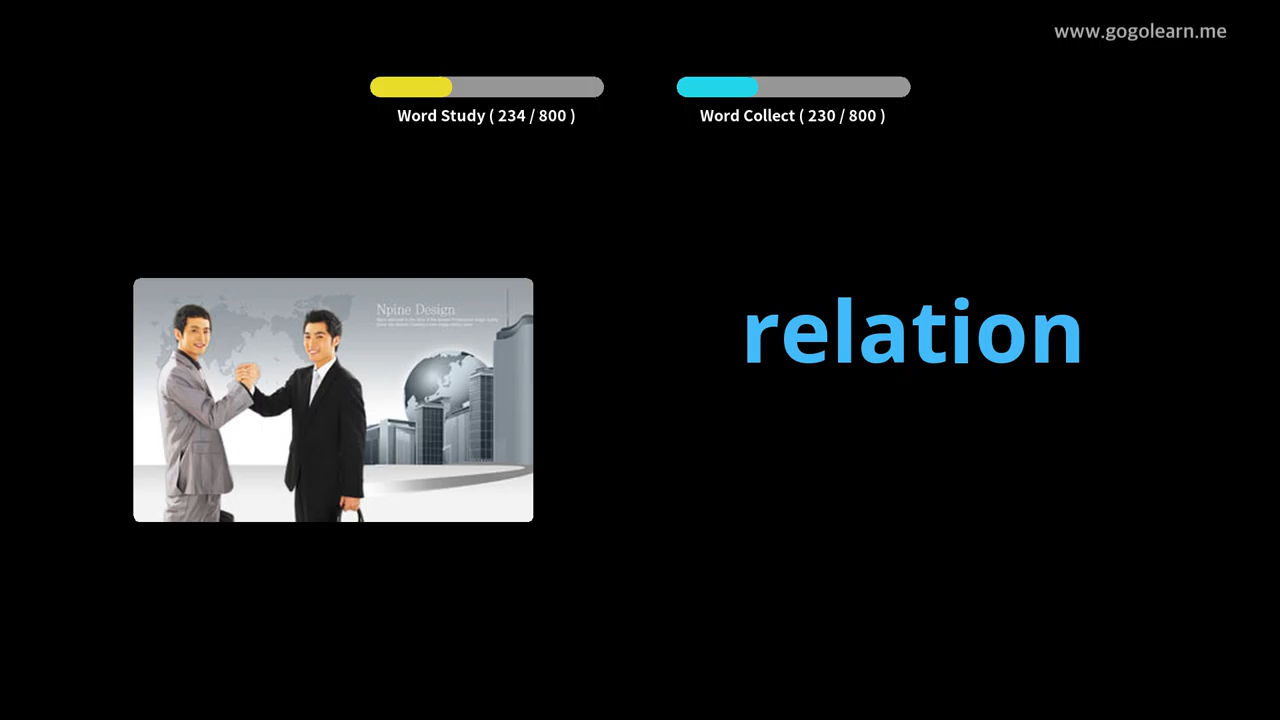 www.gogolearn.me
Word Study ( 234 / 800 )
Word Collect ( 230 / 800 )
Npine Design
relation